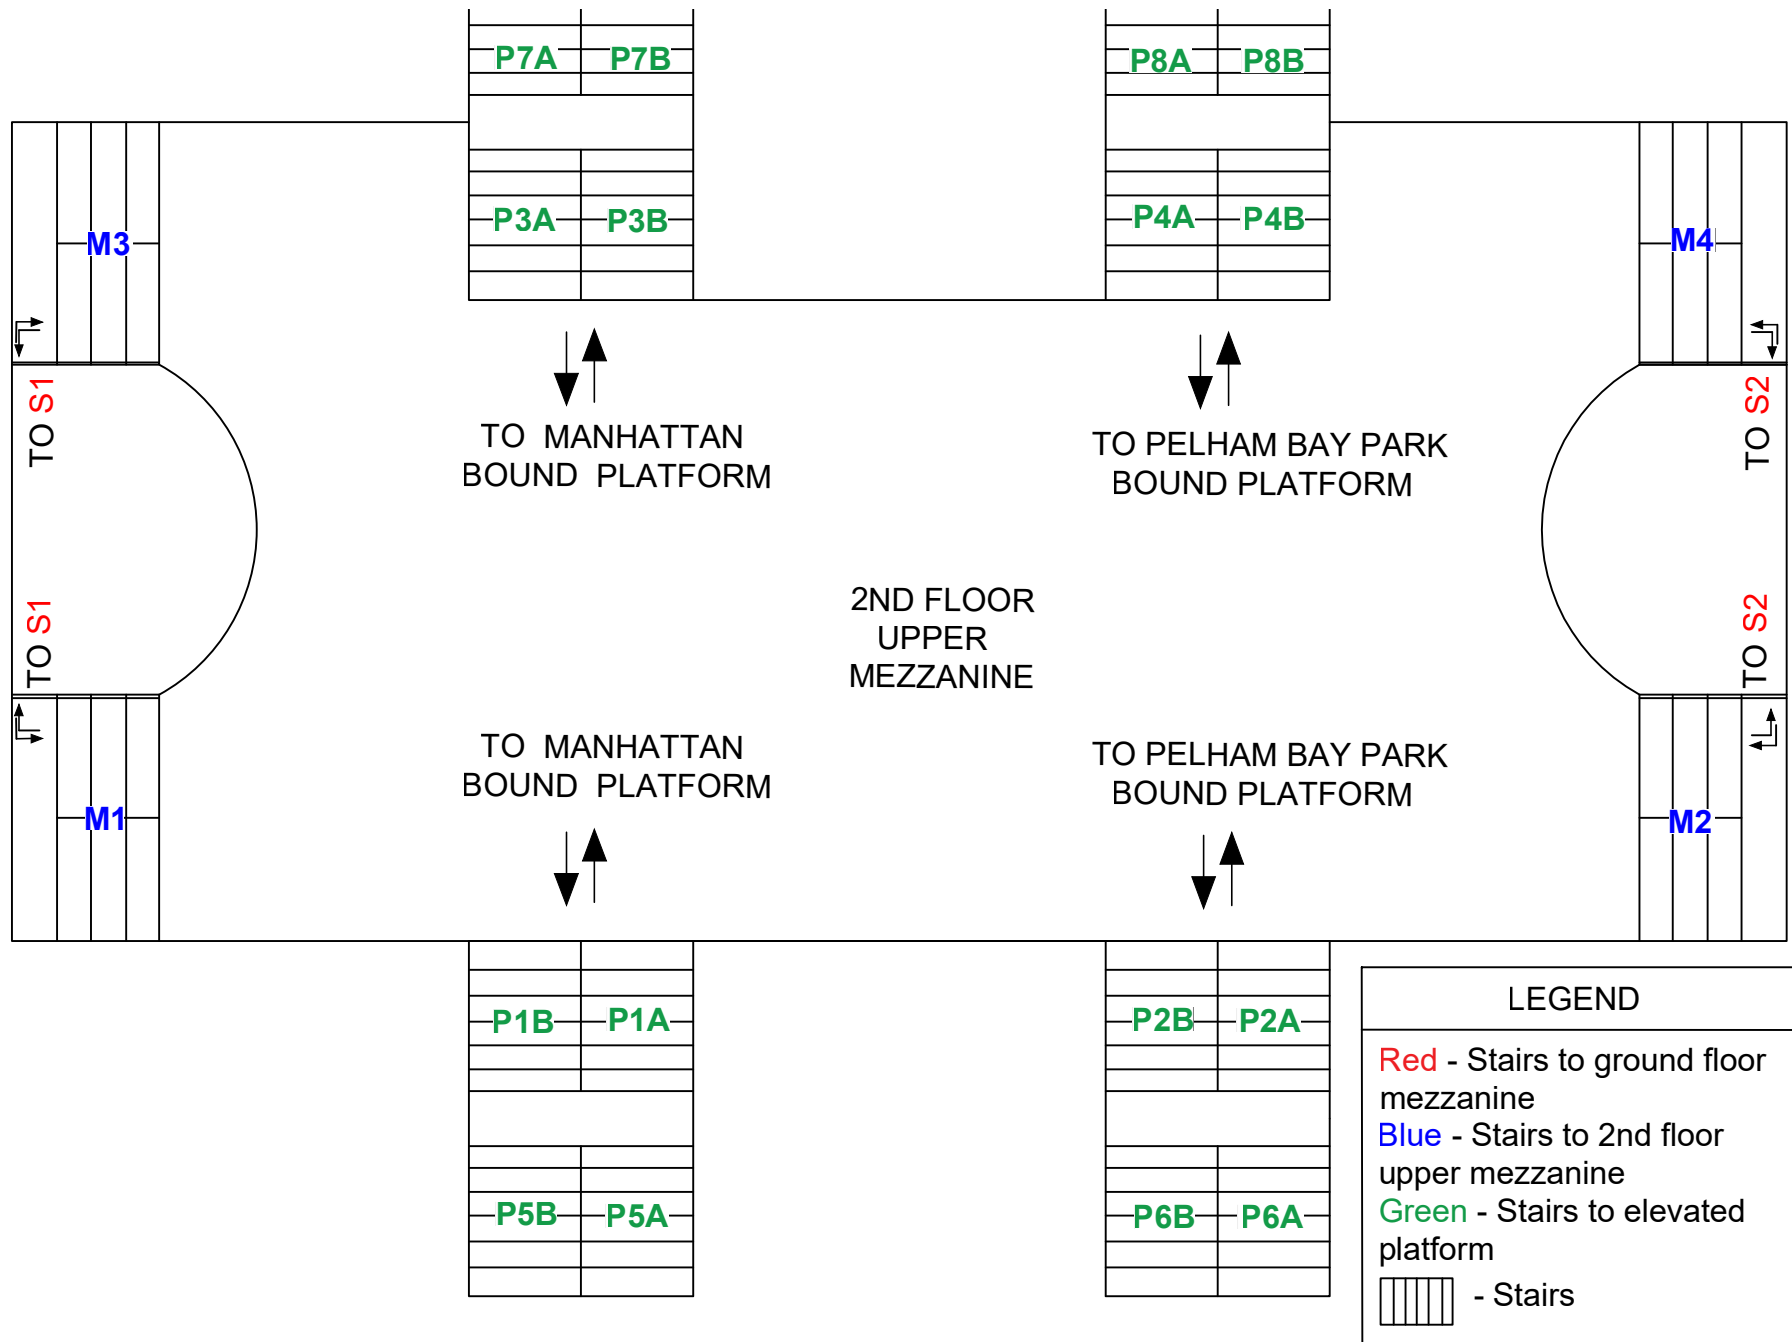 P7A P7B
P8A P8B
P3A P3B
P4A P4B
M3
M4
TO S1
TO S2
TO MANHATTAN
BOUND PLATFORM
TO PELHAM BAY PARK
BOUND PLATFORM
2ND FLOOR
UPPER
MEZZANINE
TO S1
TO S2
TO MANHATTAN
BOUND PLATFORM
TO PELHAM BAY PARK
BOUND PLATFORM
M1
M2
P1B P1A
P2B P2A
P5B P5A
P6B P6A
LEGEND
Red - Stairs to ground floor
mezzanine
Blue - Stairs to 2nd floor
upper mezzanine
Green - Stairs to elevated
platform
- Stairs